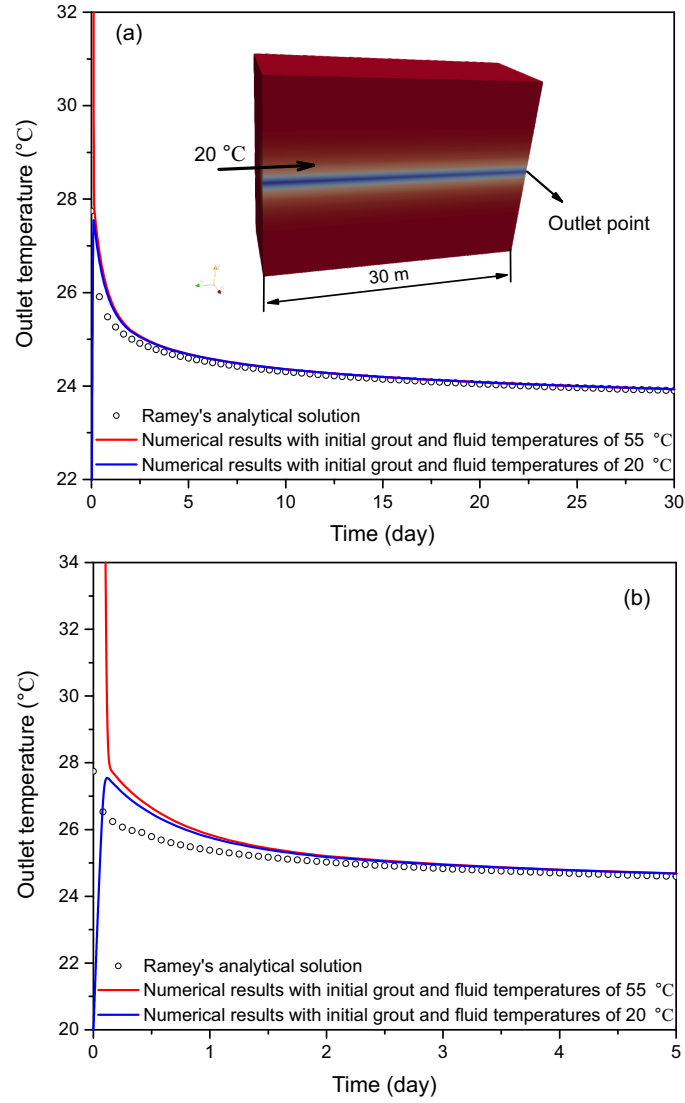 32
(a)
30
20 °C
28
Outlet point
26
30 m
24
22
Outlet temperature (°C)
Ramey's analytical solution
Numerical results with initial grout and fluid temperatures of 55 °C
Numerical results with initial grout and fluid temperatures of 20 °C
0 5 10 15 20 25 30
Time (day)
34
(b)
32
30
28
26
24
22
20
Outlet temperature (°C)
Ramey's analytical solution
Numerical results with initial grout and fluid temperatures of 55 °C
Numerical results with initial grout and fluid temperatures of 20 °C
0 1 2 3 4 5
Time (day)